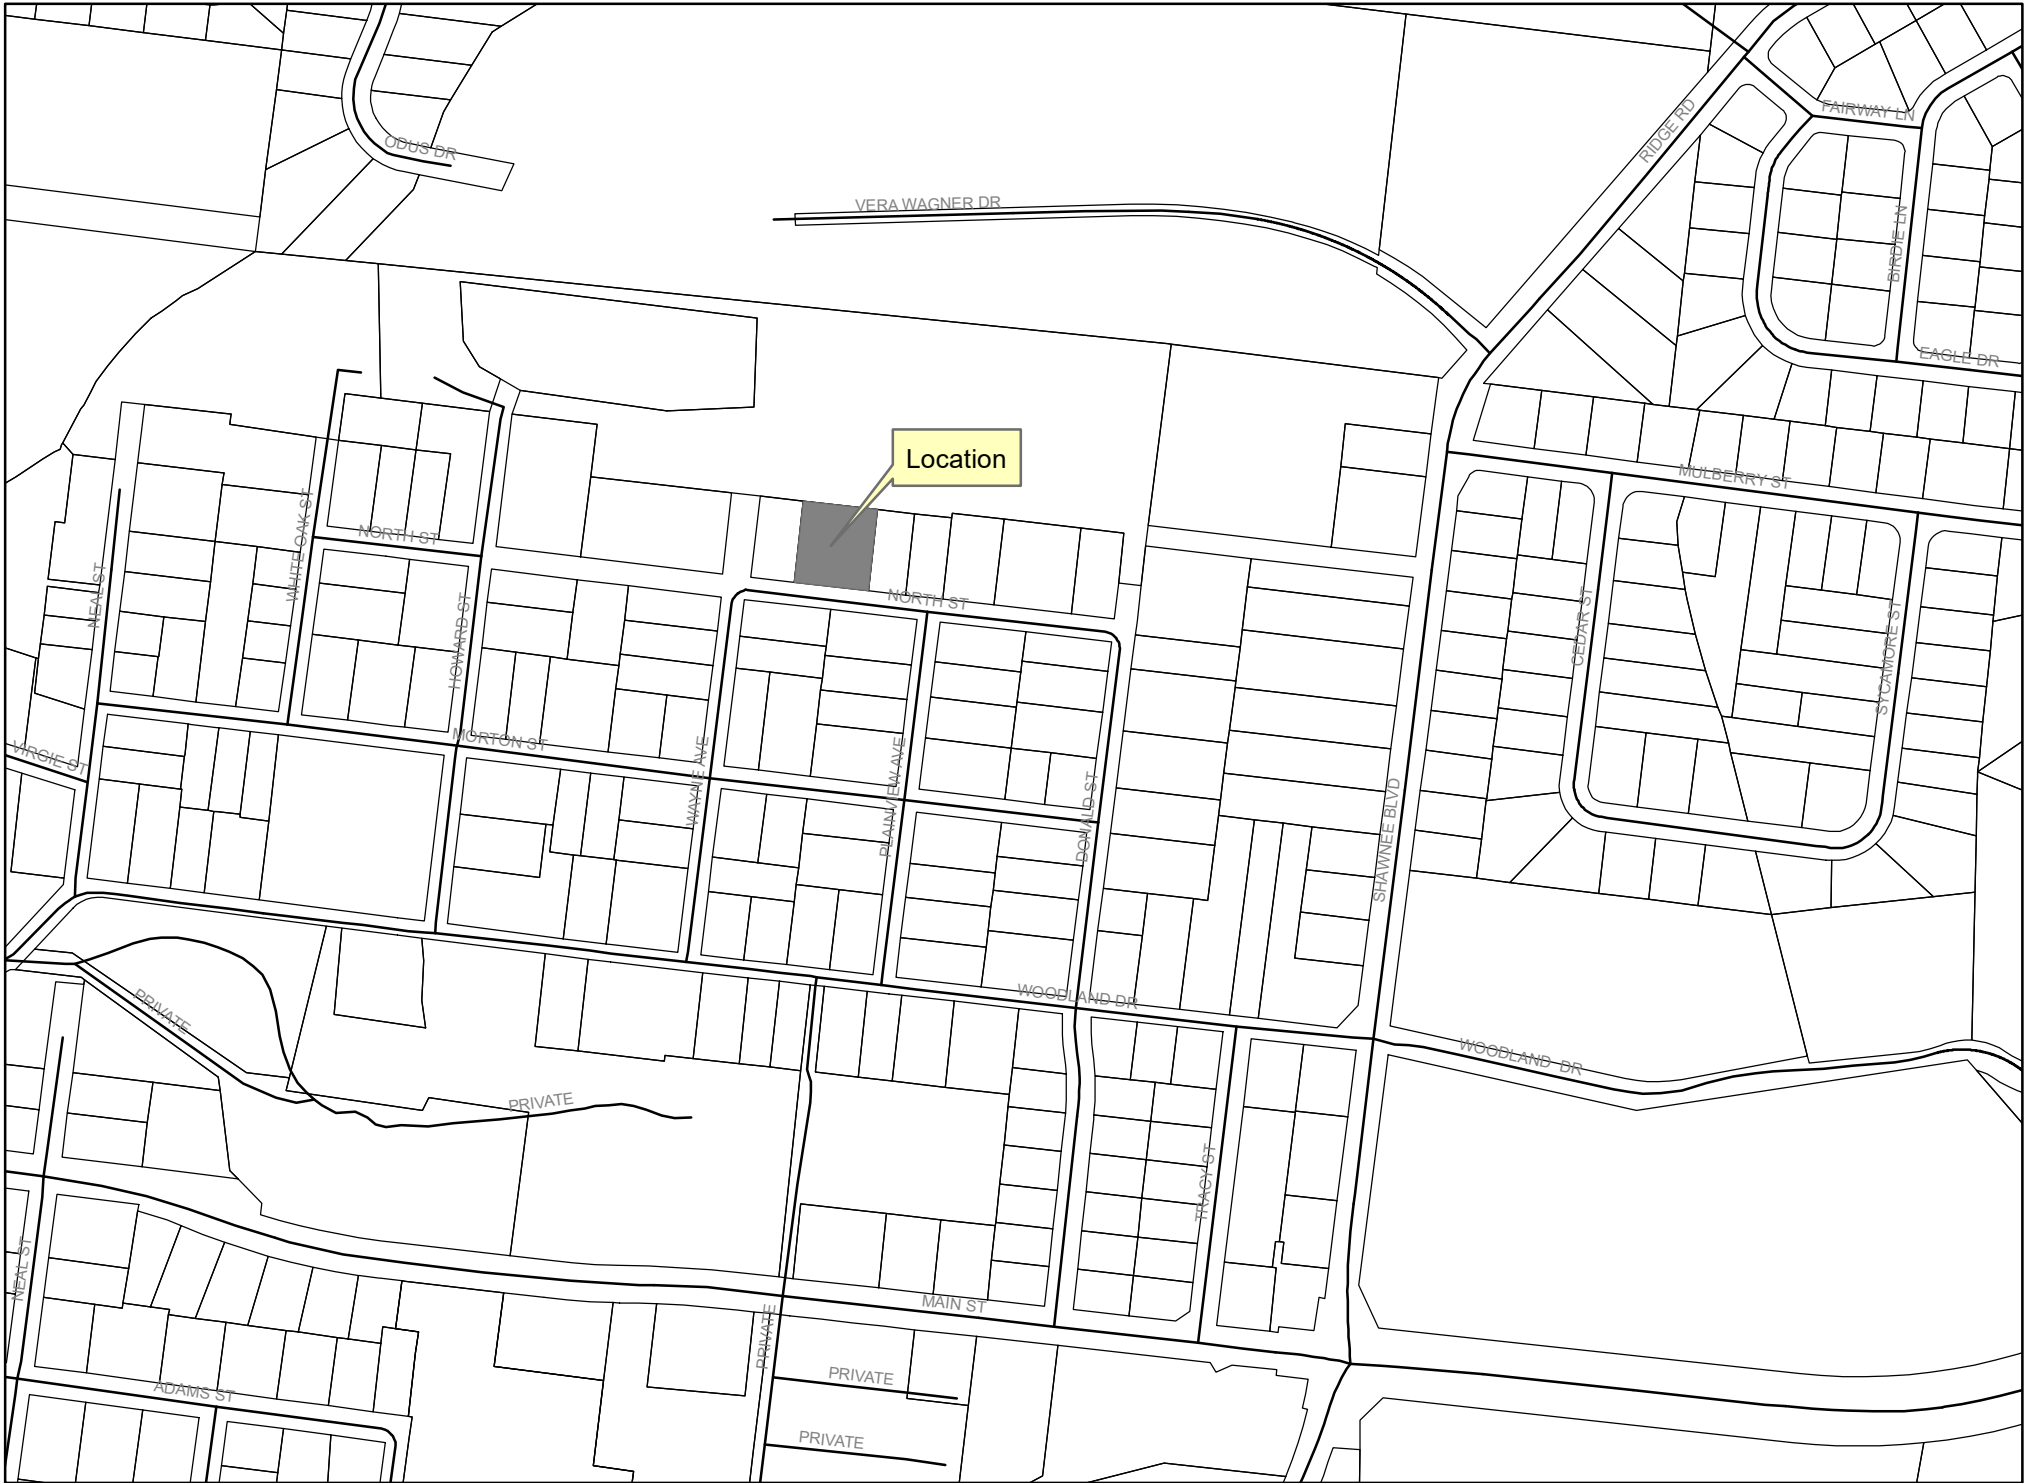 FAIRWAY LN
RIDGE RD
ODUS DR
VERA WAGNER DR
BIRDIE LN
EAGLE DR
Location
MULBERRY ST
WHITE OAK ST
NORTH ST
NEAL ST
HOWARD ST
NORTH ST
CEDAR ST
SYCAMORE ST
MORTON ST
VIRGIE ST
WAYNE AVE
PLAINVIEW AVE
DONALD ST
SHAWNEE BLVD
WOODLAND DR
PRIVATE
WOODLAND DR
PRIVATE
TRACY ST
NEAL ST
MAIN ST
PRIVATE
PRIVATE
ADAMS ST
PRIVATE